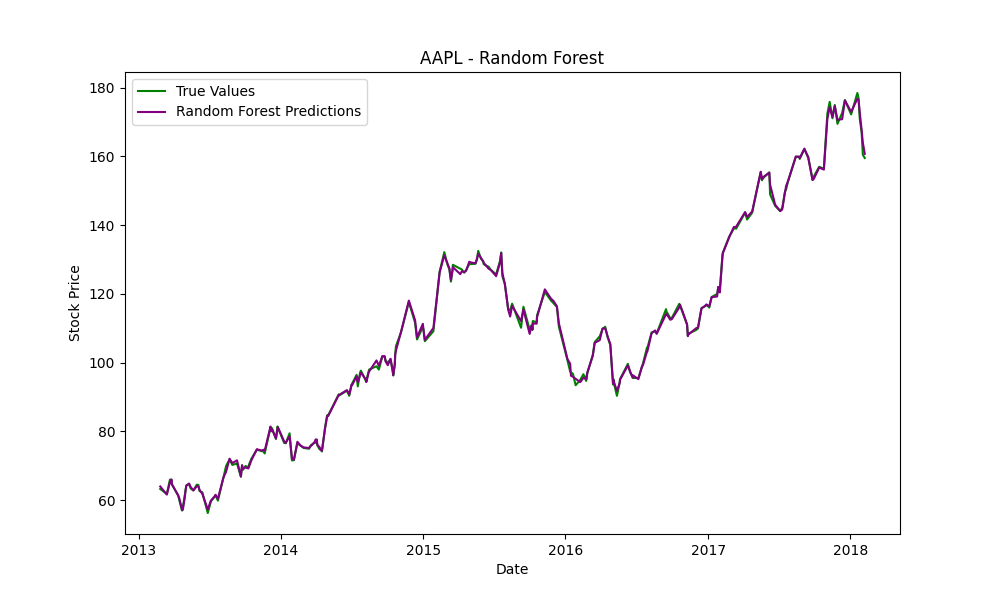 AAPL - Random Forest
True Values
Random Forest Predictions
180
160
140
120
100
80
60
Stock Price
2013 2014 2015 2016 2017 2018
Date